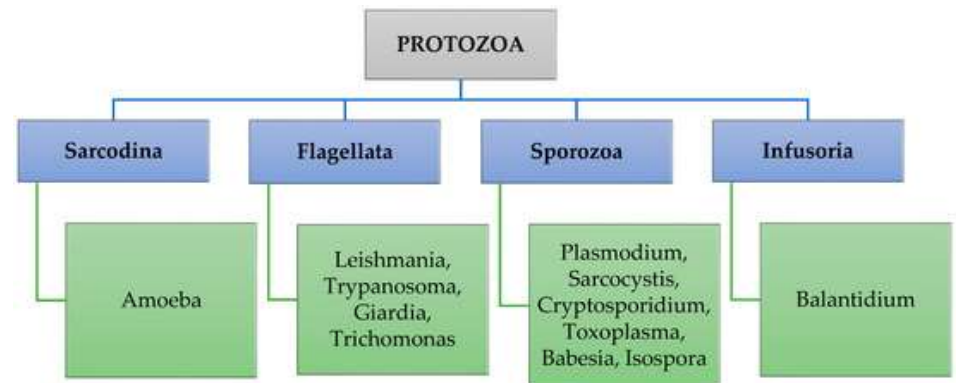 PROTOZOA
Sarcodina
Flagellata
Sporozoa
Infusoria
Amoeba
Leishmania,
Trypanosoma,
Giardia,
Trichomonas
Plasmodium,
Sarcocystis,
Cryptosporidium,
Toxoplasma,
Babesia, Isospora
Balantidium